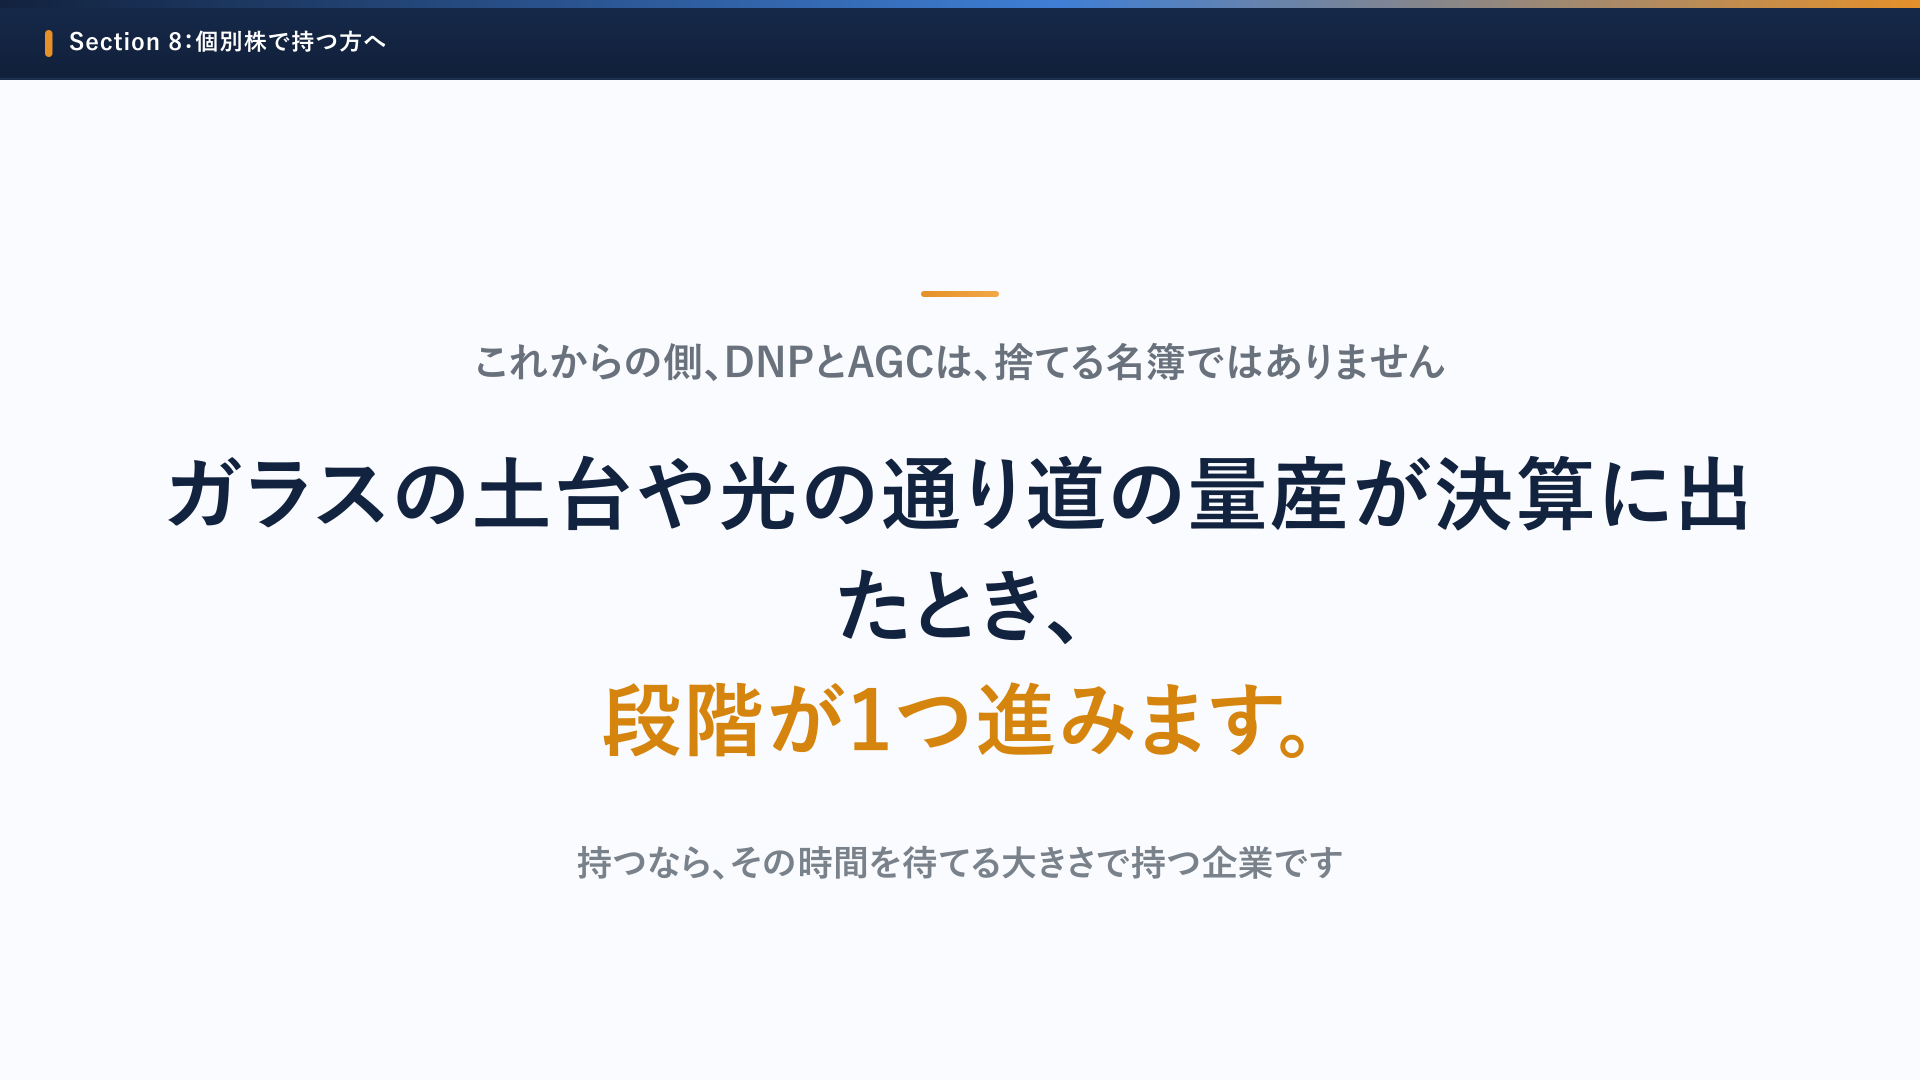 Section 8：個別株で持つ方へ
これからの側、DNPとAGCは、捨てる名簿ではありません
ガラスの土台や光の通り道の量産が決算に出
たとき、
段階が1つ進みます。
持つなら、その時間を待てる大きさで持つ企業です